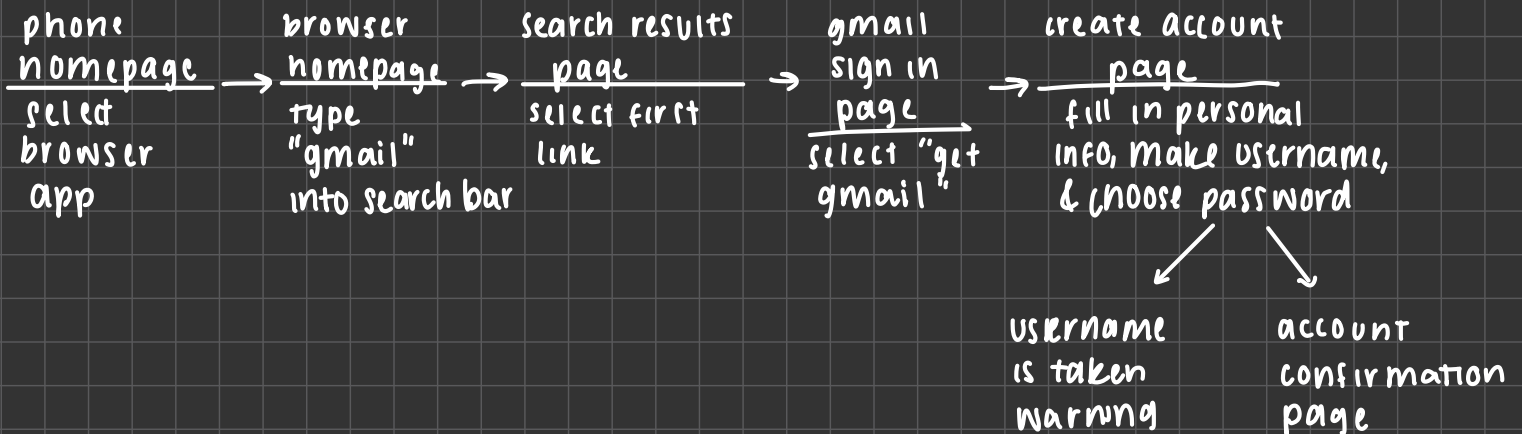 phone
homepage
select
browser
app
browser
homepage
type
"gmail"
into search bar
search results
page
select first
link
gmail
sign in
page
select "get
gmail"
create account
page
fill in personal
info, make username,
& choose password
username
is taken
warning
account
confirmation
page